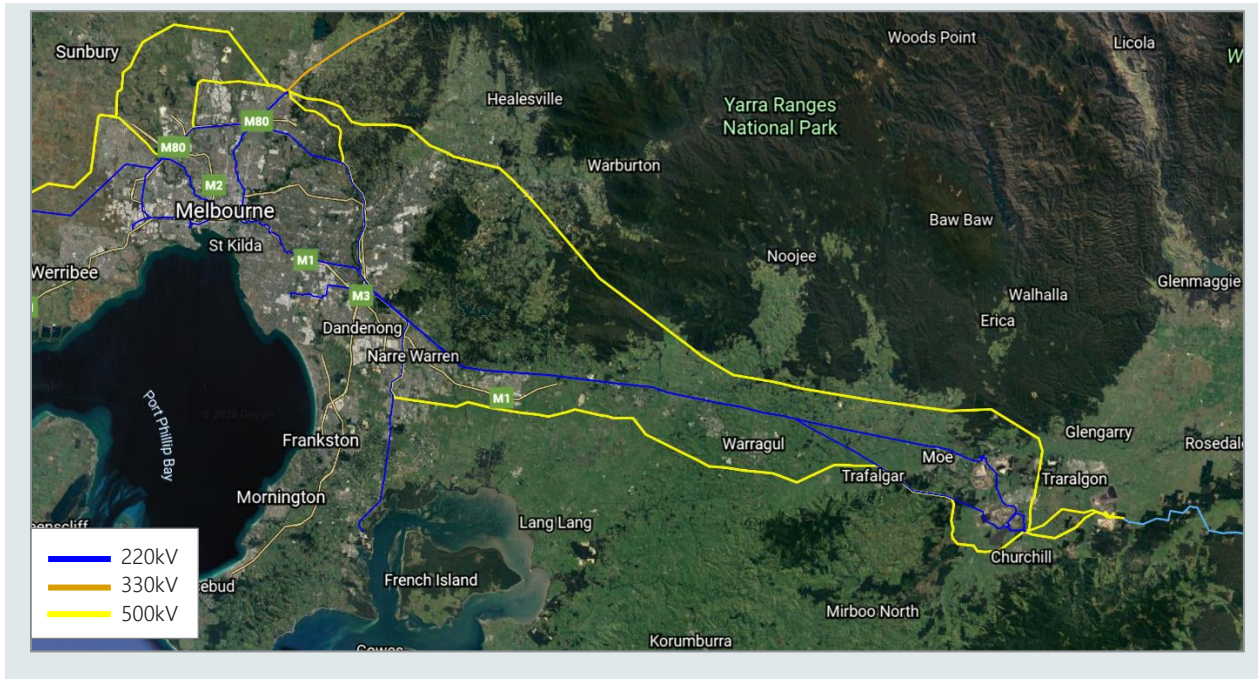 Sunbury
Woods Point
Licola
W
Healesville
Yarra Ranges
National Park
M80
M80
Warburton
M2
Melbourne
Baw Baw
St Kilda
Noojee
M1
Werribee
Glenmaggie
M3
Walhalla
Erica
Dandenong
Narre Warren
M1
Port Phillip Bay
Frankston
Warragul
Glengarry
Rosedale
Moe
Trafalgar
Traralgon
Mornington
Lang Lang
Churchill
French Island
Mirboo North
Korumburra
220kV
330kV
500kV